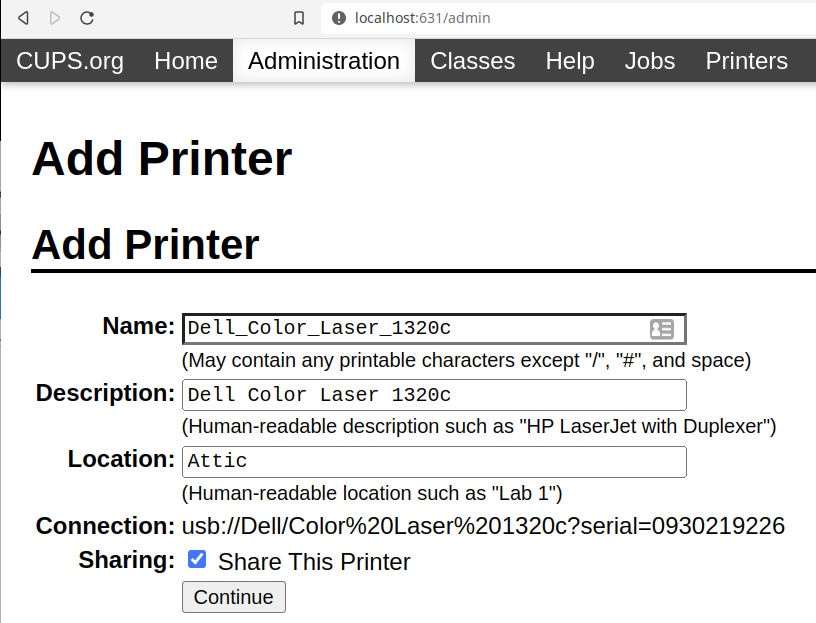 localhost:631/admin
CUPS.org Home Administration Classes Help Jobs Printers
Add Printer
Add Printer
Name: Dell_Color_Laser_1320c
(May contain any printable characters except "/", "#", and space)
Description: Dell Color Laser 1320c
(Human-readable description such as "HP LaserJet with Duplexer")
Location: Attic
(Human-readable location such as "Lab 1")
Connection: usb://Dell/Color%20Laser%201320c?serial=0930219226
Sharing: Share This Printer
Continue